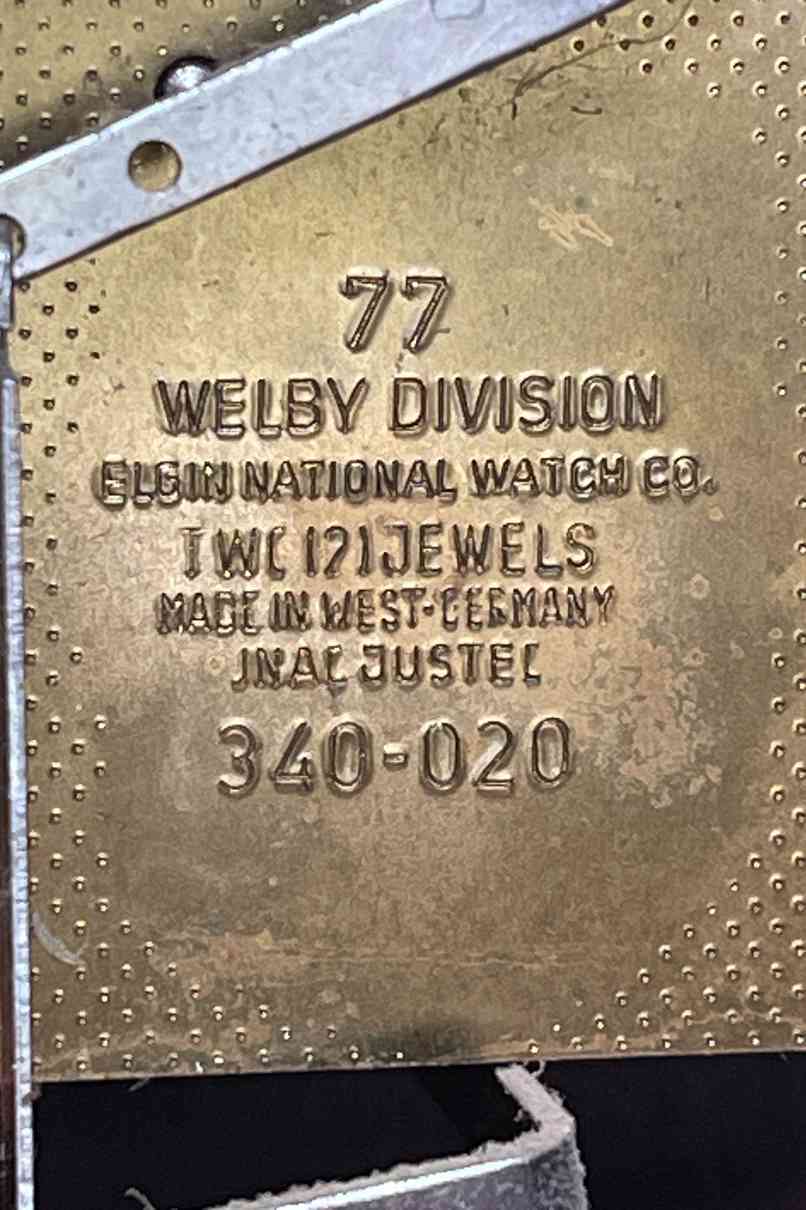 77
WELBY DIVISION
ELGIN NATIONAL WATCH CO.
TWO (2) JEWELS
MADE IN WEST-GERMANY
UNADJUSTED
340-020